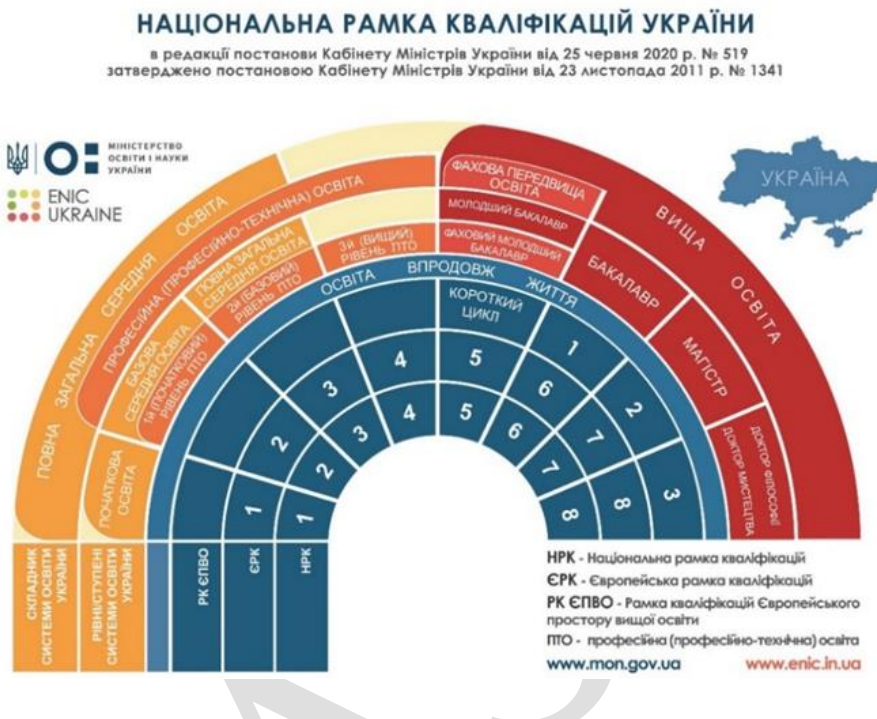 НАЦІОНАЛЬНА РАМКА КВАЛІФІКАЦІЙ УКРАЇНИ
в редакції постанови Кабінету Міністрів України від 25 червня 2020 р. № 519
затверджено постановою Кабінету Міністрів України від 23 листопада 2011 р. № 1341
МІНІСТЕРСТВО
ОСВІТИ І НАУКИ
УКРАЇНИ
ENIC
UKRAINE
УКРАЇНА
ПОВНА ЗАГАЛЬНА СЕРЕДНЯ ОСВІТА
ПРОФЕСІЙНА (ПРОФЕСІЙНО-ТЕХНІЧНА) ОСВІТА
ФАХОВА ПЕРЕДВИЩА
ОСВІТА
ВИЩА ОСВІТА
ПОЧАТКОВА
ОСВІТА
БАЗОВА
СЕРЕДНЯ ОСВІТА
1й (ПОЧАТКОВИЙ)
РІВЕНЬ ПТО
ПОВНА ЗАГАЛЬНА
СЕРЕДНЯ ОСВІТА
2й (БАЗОВИЙ)
РІВЕНЬ ПТО
3й (ВИЩИЙ)
РІВЕНЬ ПТО
МОЛОДШИЙ БАКАЛАВР
ФАХОВИЙ МОЛОДШИЙ
БАКАЛАВР
БАКАЛАВР
МАГІСТР
ДОКТОР ФІЛОСОФІЇ
ДОКТОР МИСТЕЦТВА
ОСВІТА ВПРОДОВЖ ЖИТТЯ
КОРОТКИЙ
ЦИКЛ
1
2
3
1
2
3
4
5
6
7
8
1
2
3
4
5
6
7
8
СКЛАДНИК
СИСТЕМИ ОСВІТИ
УКРАЇНИ
РІВНІ/СТУПЕНІ
СИСТЕМИ ОСВІТИ
УКРАЇНИ
РК ЄПВО
ЄРК
НРК
НРК - Національна рамка кваліфікацій
ЄРК - Європейська рамка кваліфікацій
РК ЄПВО - Рамка кваліфікацій Європейського
простору вищої освіти
ПТО - професійна (професійно-технічна) освіта
www.mon.gov.ua www.enic.in.ua